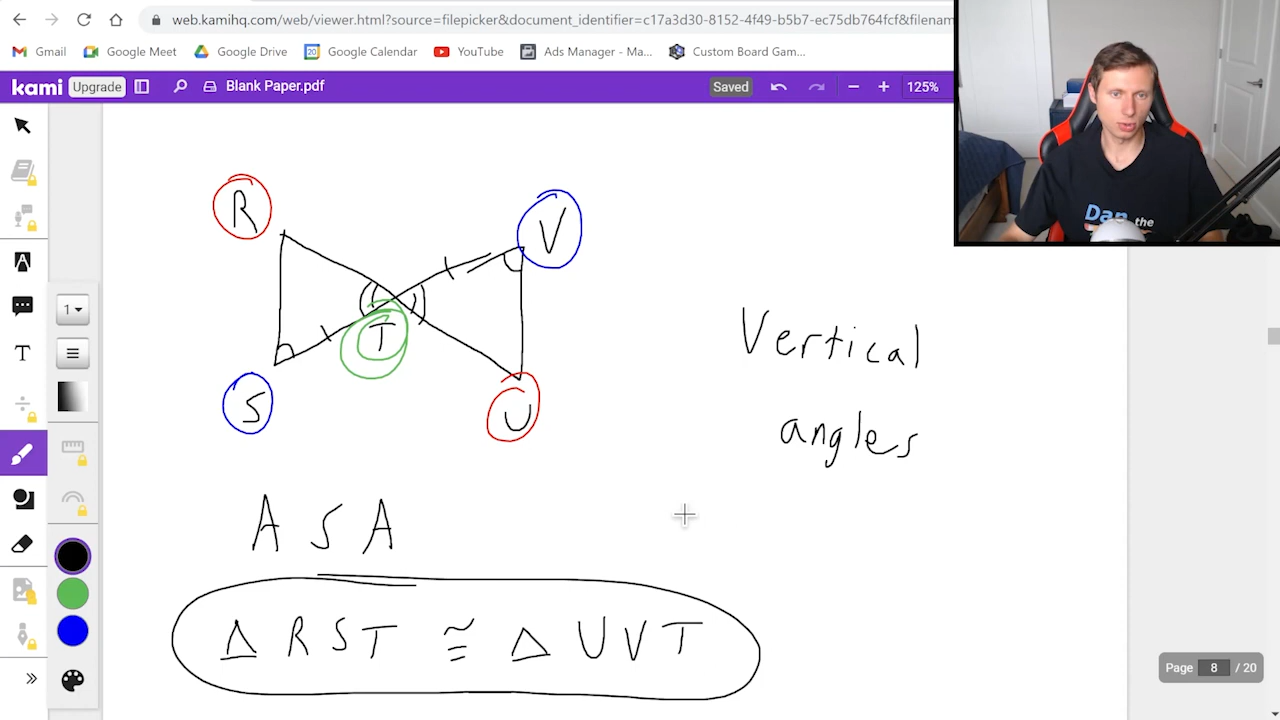 web.kamihq.com/web/viewer.html?source=filepicker&document_identifier=c17a3d30-8152-4f49-b5b7-ec75db764fcf&filenam
Gmail Google Meet Google Drive Google Calendar YouTube Ads Manager - Ma... Custom Board Gam...
kami Upgrade Blank Paper.pdf Saved 125%
Dan the
R
V
T
S
U
Vertical
angles
A S A
Δ R S T ≅ Δ U V T
T
1
Page 8 / 20